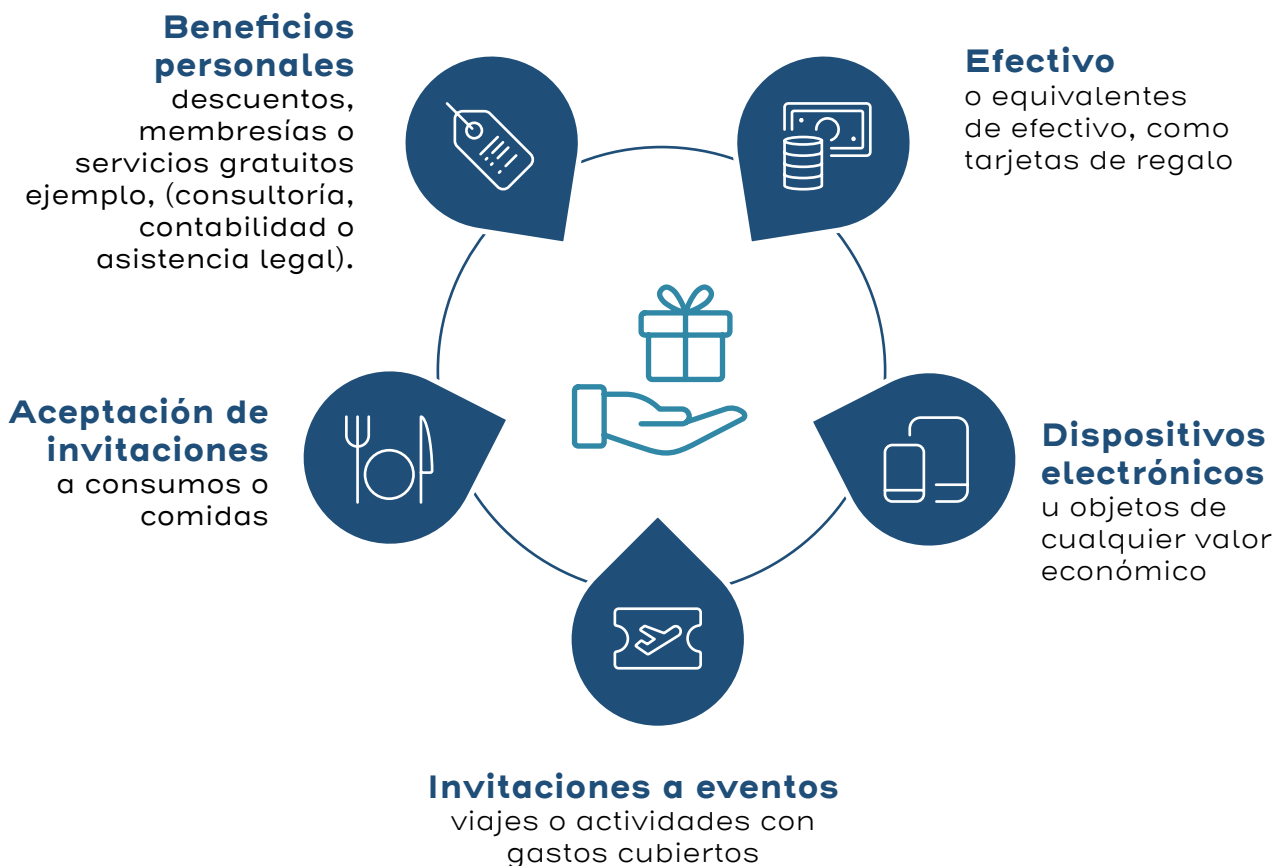 Beneficios
personales
descuentos,
membresías o
servicios gratuitos
ejemplo, (consultoría,
contabilidad o
asistencia legal).
Efectivo
o equivalentes
de efectivo, como
tarjetas de regalo
Aceptación de
invitaciones
a consumos o
comidas
Dispositivos
electrónicos
u objetos de
cualquier valor
económico
Invitaciones a eventos
viajes o actividades con
gastos cubiertos